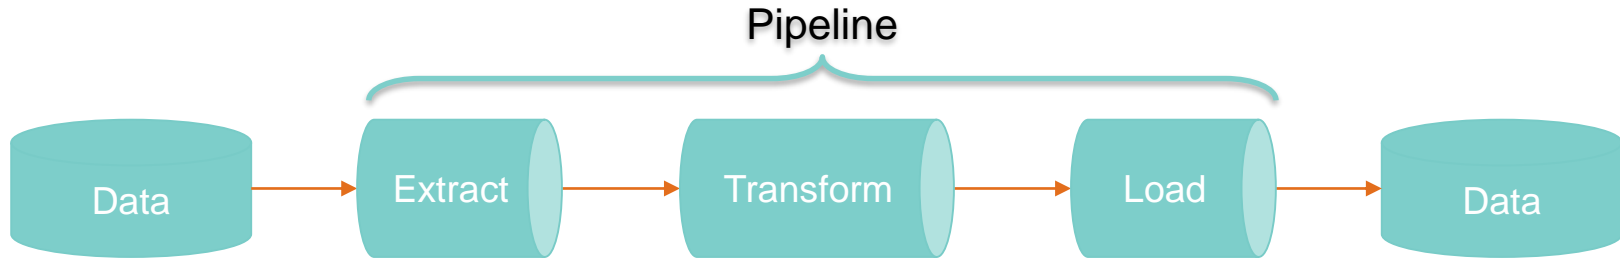 Pipeline
Data
Extract
Transform
Load
Data